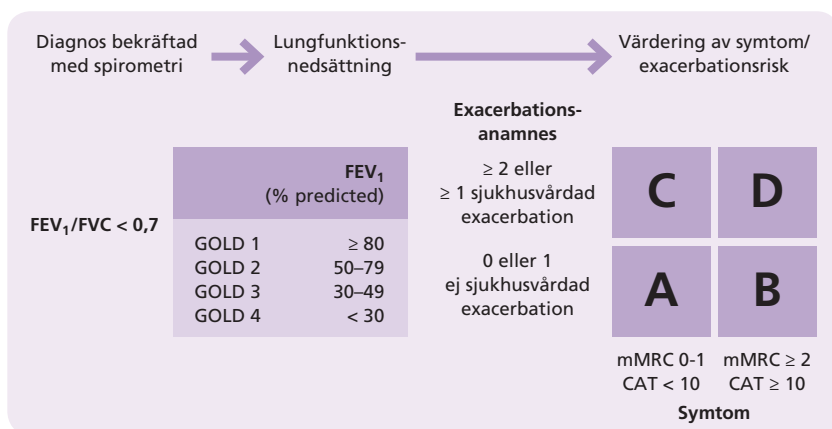 Diagnos bekräftad
med spirometri
Lungfunktions-
nedsättning
Värdering av symtom/
exacerbationsrisk
FEV₁/FVC < 0,7
FEV₁
(% predicted)
GOLD 1 ≥ 80
GOLD 2 50–79
GOLD 3 30–49
GOLD 4 < 30
Exacerbations-
anamnes
≥ 2 eller
≥ 1 sjukhusvårdad
exacerbation
0 eller 1
ej sjukhusvårdad
exacerbation
C D
A B
mMRC 0-1 mMRC ≥ 2
CAT < 10 CAT ≥ 10
Symtom